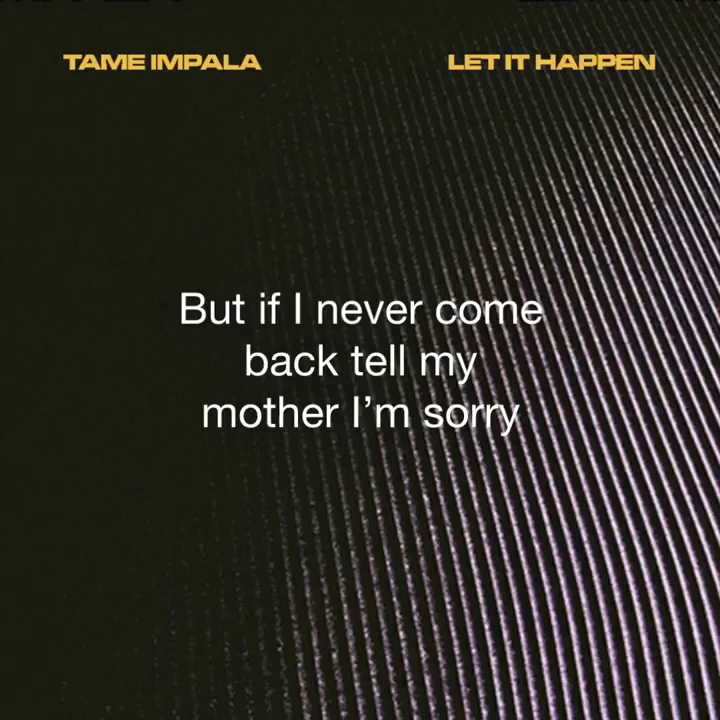 TAME IMPALA
LET IT HAPPEN
But if I never come
back tell my
mother I’m sorry